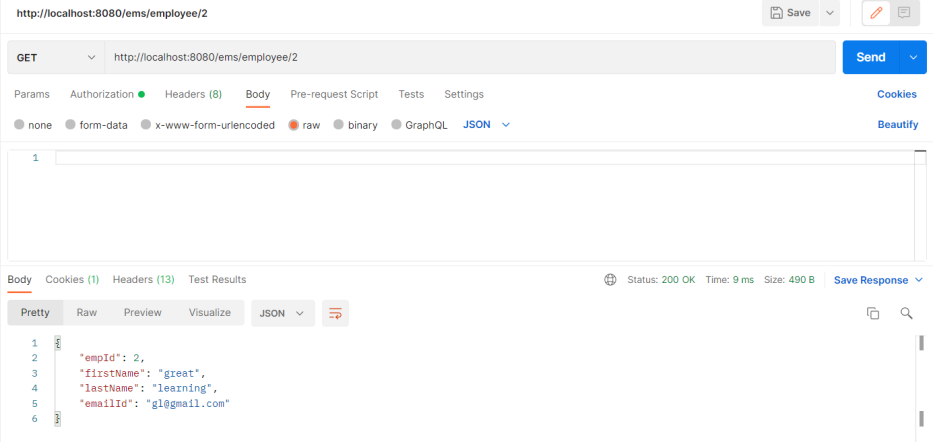 http://localhost:8080/ems/employee/2 Save
GET http://localhost:8080/ems/employee/2 Send
Params Authorization Headers (8) Body Pre-request Script Tests Settings Cookies
none form-data x-www-form-urlencoded raw binary GraphQL JSON Beautify
1
Body Cookies (1) Headers (13) Test Results Status: 200 OK Time: 9 ms Size: 490 B Save Response
Pretty Raw Preview Visualize JSON
1 {
2 "empId": 2,
3 "firstName": "great",
4 "lastName": "learning",
5 "emailId": "gl@gmail.com"
6 }